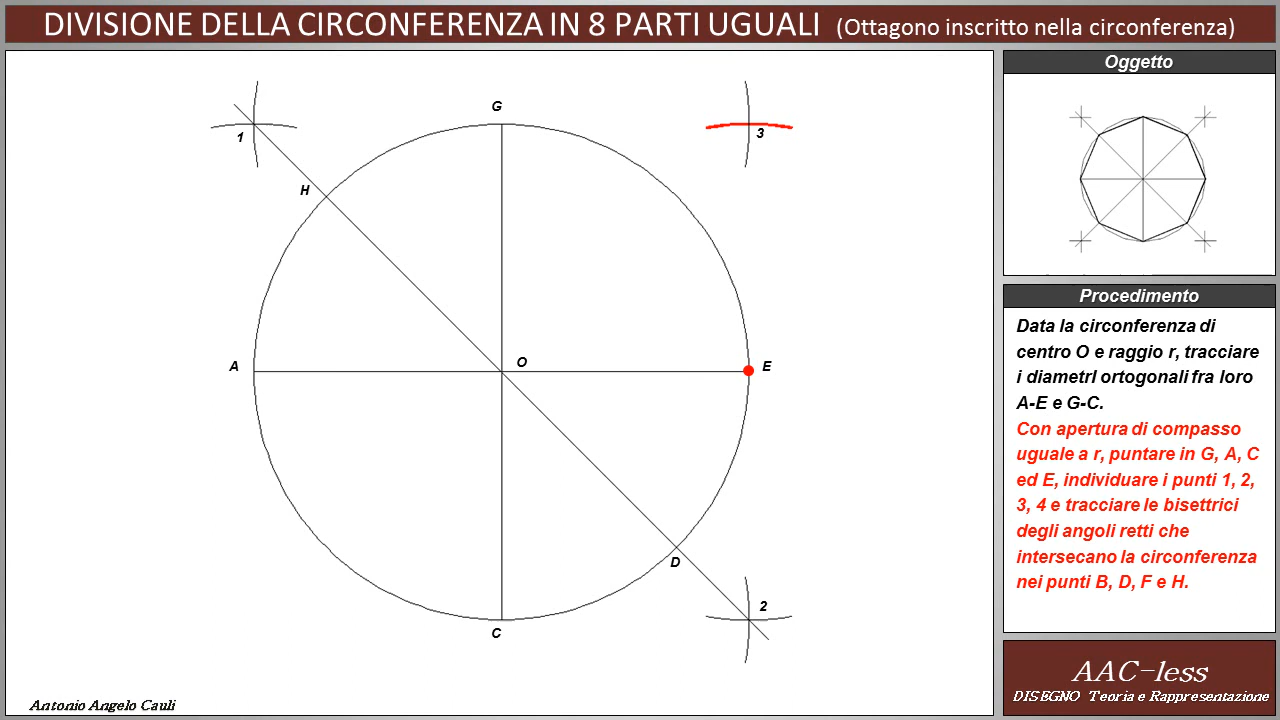 DIVISIONE DELLA CIRCONFERENZA IN 8 PARTI UGUALI (Ottagono inscritto nella circonferenza)
G
1
3
H
A
O
E
D
2
C
Antonio Angelo Cauli
Oggetto
Procedimento
Data la circonferenza di
centro O e raggio r, tracciare
i diametrI ortogonali fra loro
A-E e G-C.
Con apertura di compasso
uguale a r, puntare in G, A, C
ed E, individuare i punti 1, 2,
3, 4 e tracciare le bisettrici
degli angoli retti che
intersecano la circonferenza
nei punti B, D, F e H.
AAC-less
DISEGNO Teoria e Rappresentazione